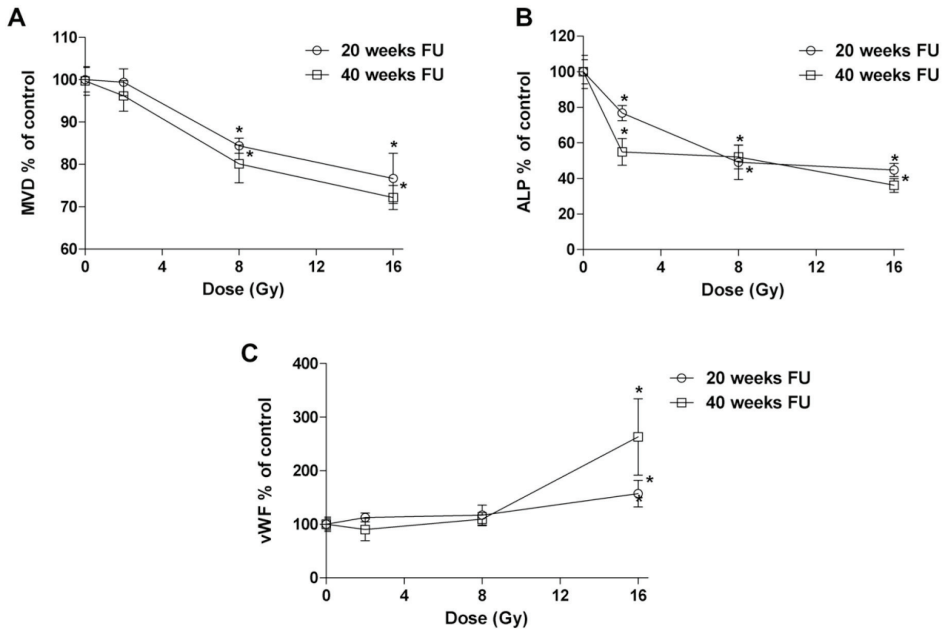 A
MVD % of control
110
100
90
80
70
60
0 4 8 12 16
Dose (Gy)
20 weeks FU
40 weeks FU
* * * *
B
ALP % of control
120
100
80
60
40
20
0
0 4 8 12 16
Dose (Gy)
20 weeks FU
40 weeks FU
* * * * * *
C
vWF % of control
400
300
200
100
0
0 4 8 12 16
Dose (Gy)
20 weeks FU
40 weeks FU
* * *